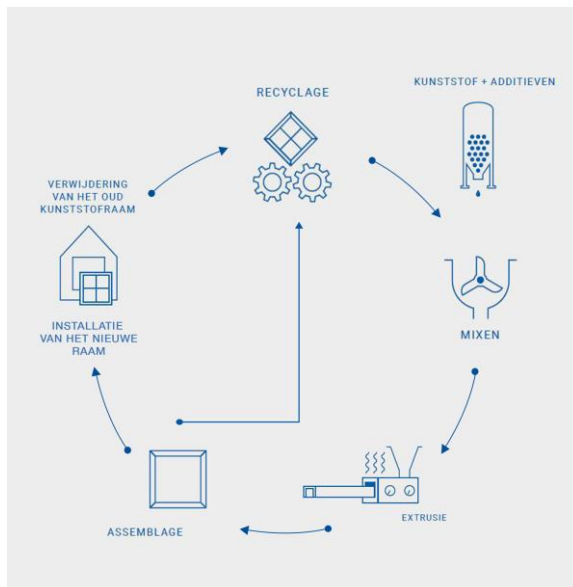 KUNSTSTOF + ADDITIEVEN
RECYCLAGE
VERWIJDERING
VAN HET OUD
KUNSTSTOFRAAM
INSTALLATIE
VAN HET NIEUWE
RAAM
MIXEN
EXTRUSIE
ASSEMBLAGE